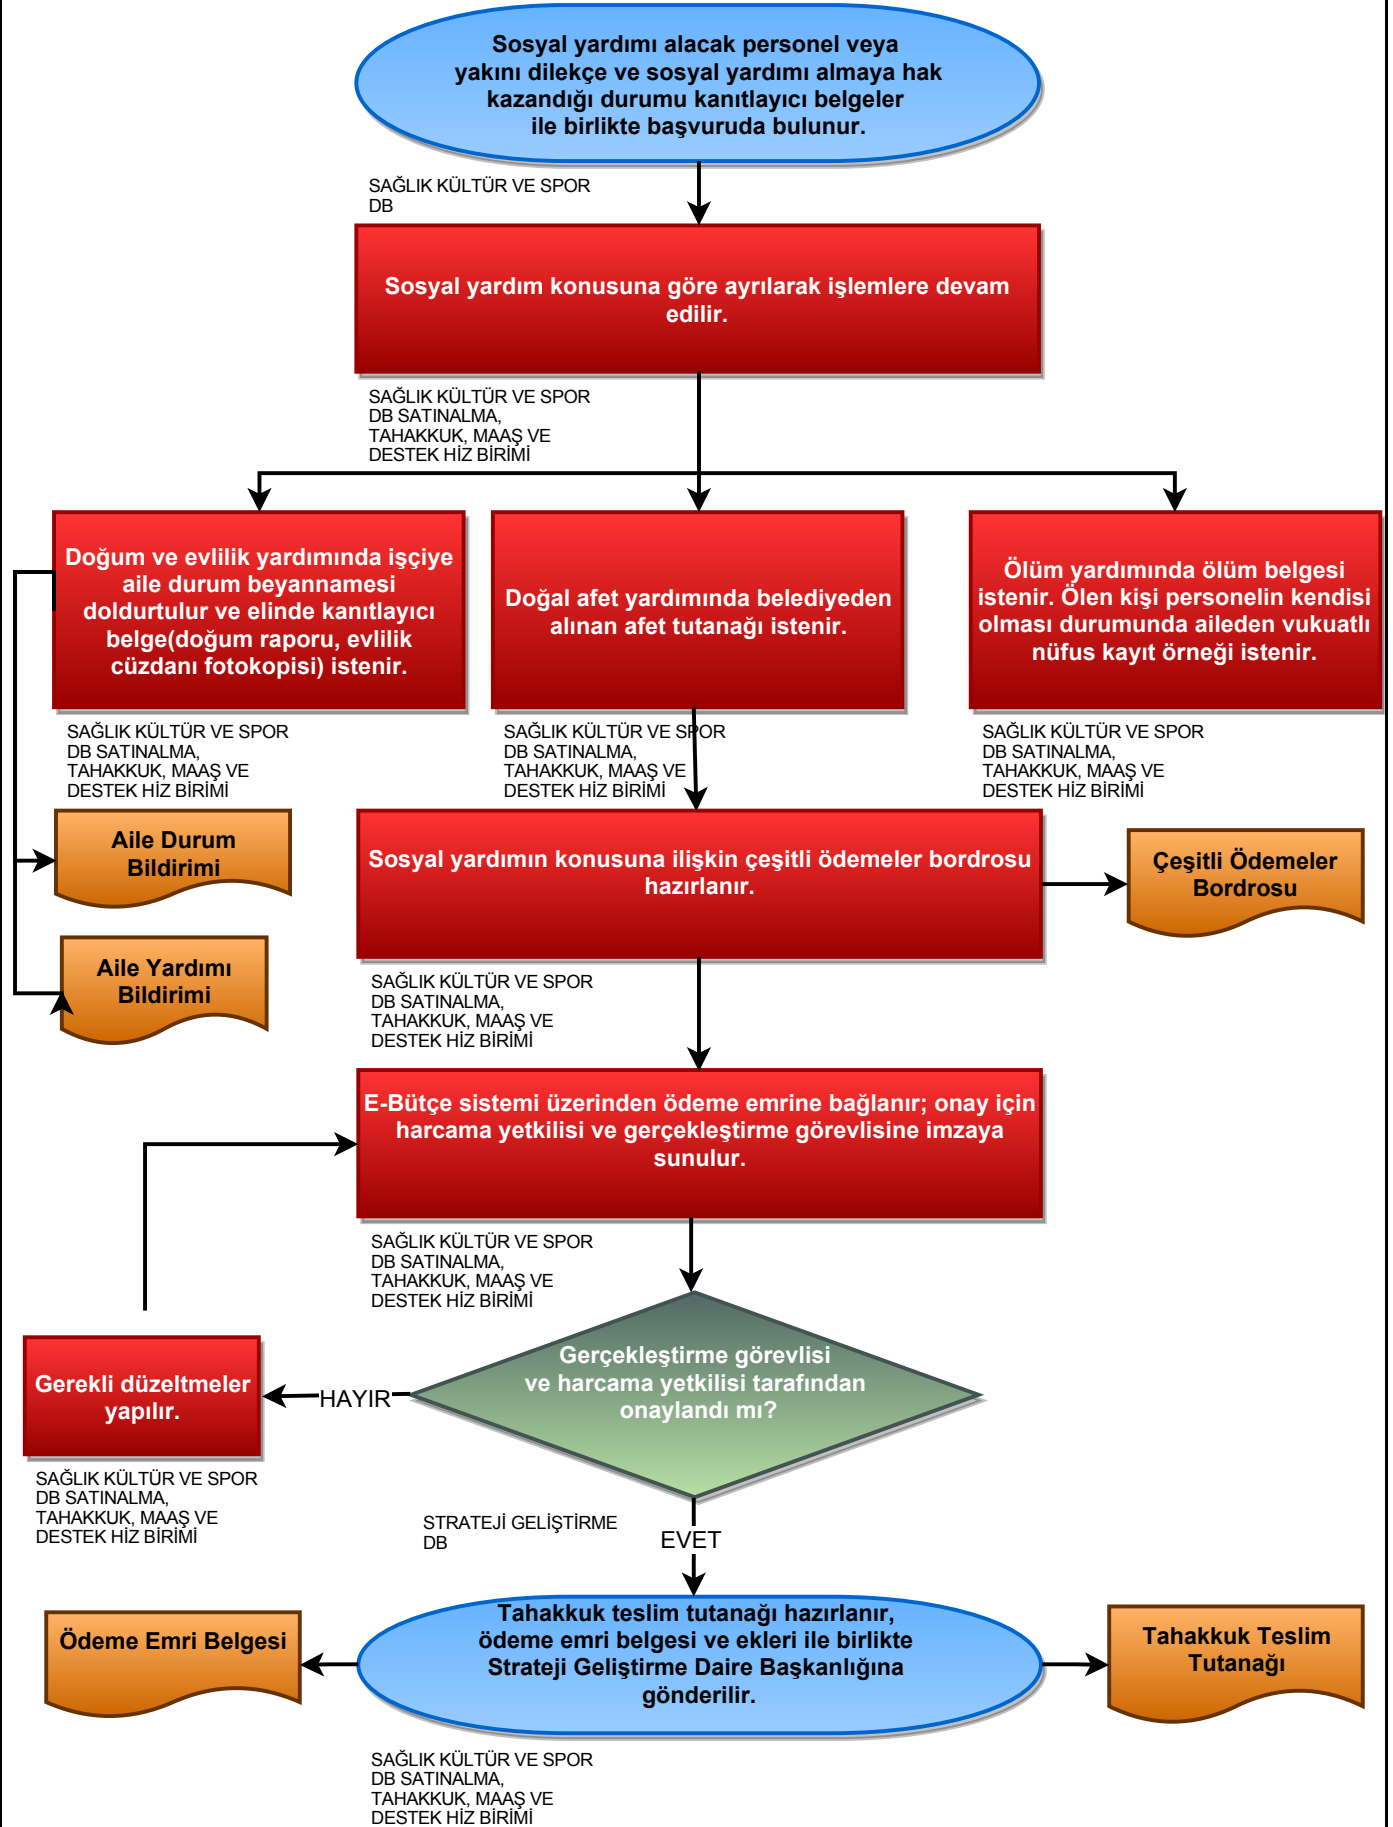 Sosyal yardımı alacak personel veya
yakını dilekçe ve sosyal yardımı almaya hak
kazandığı durumu kanıtlayıcı belgeler
ile birlikte başvuruda bulunur.
SAĞLIK KÜLTÜR VE SPOR
DB
Sosyal yardım konusuna göre ayrılarak işlemlere devam
edilir.
SAĞLIK KÜLTÜR VE SPOR
DB SATINALMA,
TAHAKKUK, MAAŞ VE
DESTEK HİZ BİRİMİ
Doğum ve evlilik yardımında işçiye
aile durum beyannamesi
doldurtulur ve elinde kanıtlayıcı
belge(doğum raporu, evlilik
cüzdanı fotokopisi) istenir.
Doğal afet yardımında belediyeden
alınan afet tutanağı istenir.
Ölüm yardımında ölüm belgesi
istenir. Ölen kişi personelin kendisi
olması durumunda aileden vukuatlı
nüfus kayıt örneği istenir.
SAĞLIK KÜLTÜR VE SPOR
DB SATINALMA,
TAHAKKUK, MAAŞ VE
DESTEK HİZ BİRİMİ
SAĞLIK KÜLTÜR VE SPOR
DB SATINALMA,
TAHAKKUK, MAAŞ VE
DESTEK HİZ BİRİMİ
SAĞLIK KÜLTÜR VE SPOR
DB SATINALMA,
TAHAKKUK, MAAŞ VE
DESTEK HİZ BİRİMİ
Aile Durum
Bildirimi
Sosyal yardımın konusuna ilişkin çeşitli ödemeler bordrosu
hazırlanır.
Çeşitli Ödemeler
Bordrosu
Aile Yardımı
Bildirimi
SAĞLIK KÜLTÜR VE SPOR
DB SATINALMA,
TAHAKKUK, MAAŞ VE
DESTEK HİZ BİRİMİ
E-Bütçe sistemi üzerinden ödeme emrine bağlanır; onay için
harcama yetkilisi ve gerçekleştirme görevlisine imzaya
sunulur.
SAĞLIK KÜLTÜR VE SPOR
DB SATINALMA,
TAHAKKUK, MAAŞ VE
DESTEK HİZ BİRİMİ
Gerçekleştirme görevlisi
ve harcama yetkilisi tarafından
onaylandı mı?
HAYIR
Gerekli düzeltmeler
yapılır.
SAĞLIK KÜLTÜR VE SPOR
DB SATINALMA,
TAHAKKUK, MAAŞ VE
DESTEK HİZ BİRİMİ
STRATEJİ GELİŞTİRME
DB
EVET
Ödeme Emri Belgesi
Tahakkuk teslim tutanağı hazırlanır,
ödeme emri belgesi ve ekleri ile birlikte
Strateji Geliştirme Daire Başkanlığına
gönderilir.
Tahakkuk Teslim
Tutanağı
SAĞLIK KÜLTÜR VE SPOR
DB SATINALMA,
TAHAKKUK, MAAŞ VE
DESTEK HİZ BİRİMİ